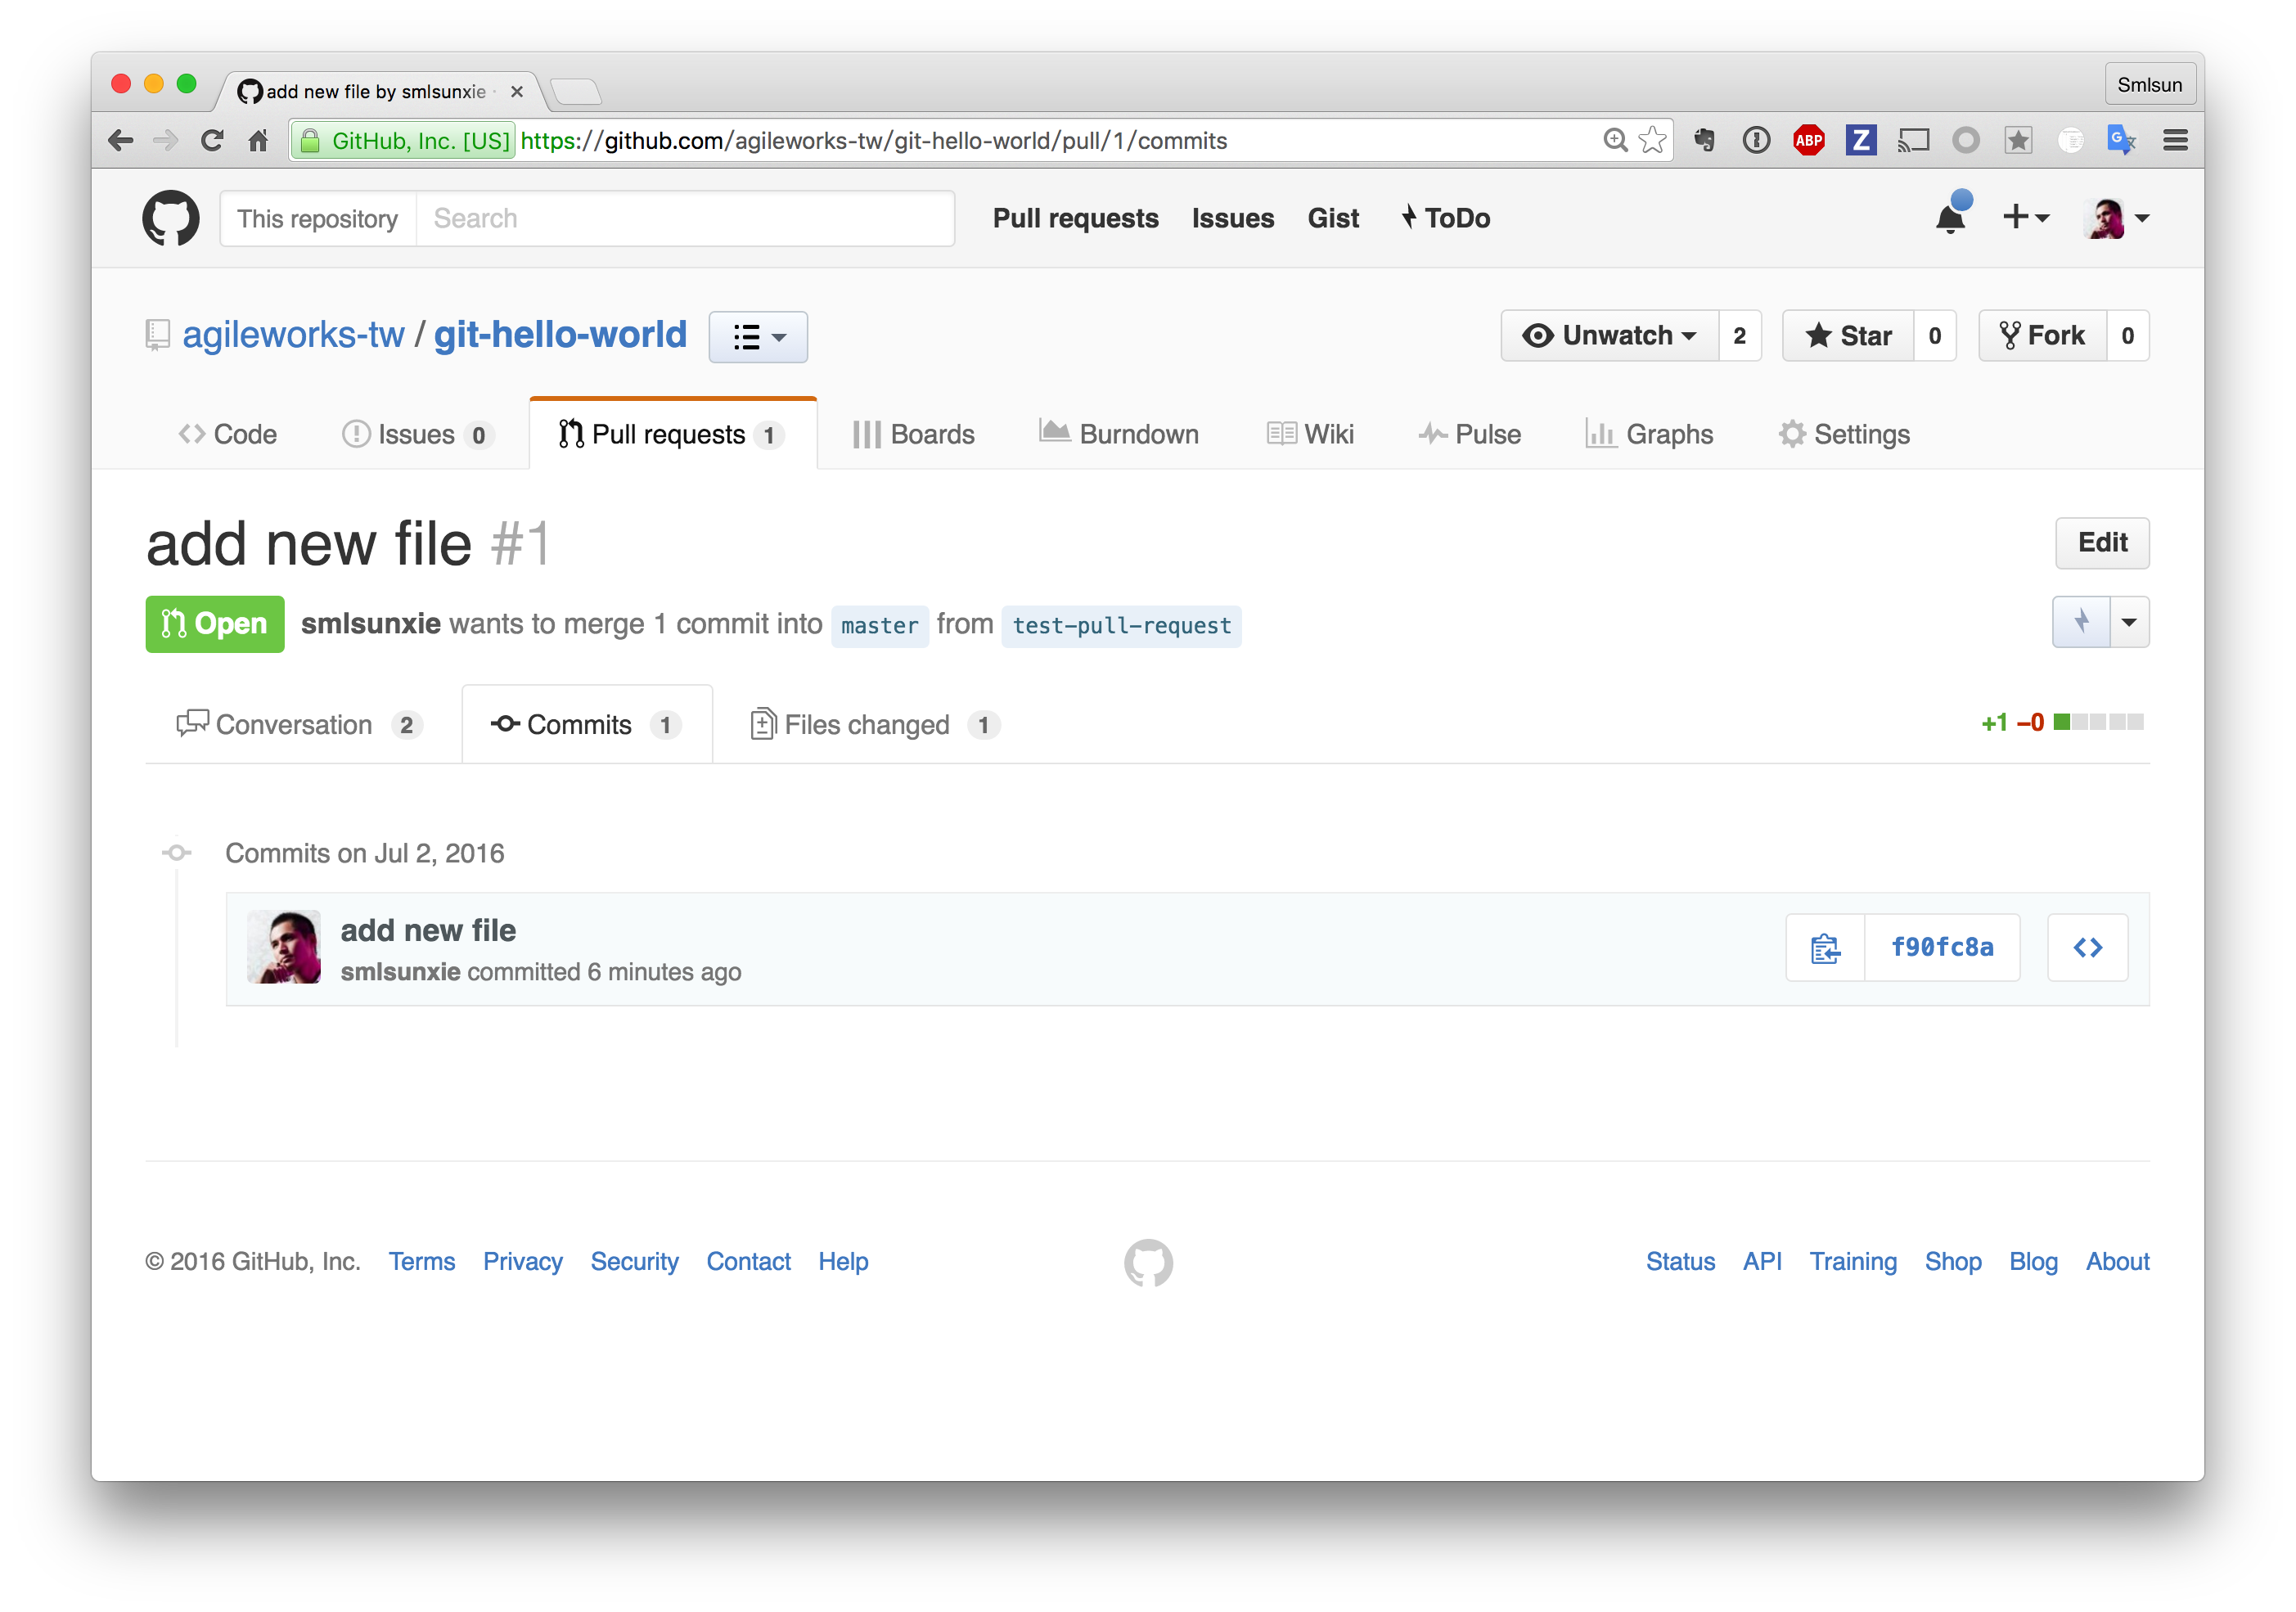 add new file by smlsunxie
Smlsun
GitHub, Inc. [US] https://github.com/agileworks-tw/git-hello-world/pull/1/commits
ABP
Z
This repository Search Pull requests Issues Gist ToDo
agileworks-tw / git-hello-world Unwatch 2 Star 0 Fork 0
Code Issues 0 Pull requests 1 Boards Burndown Wiki Pulse Graphs Settings
add new file #1 Edit
Open smlsunxie wants to merge 1 commit into master from test-pull-request
Conversation 2 Commits 1 Files changed 1 +1 −0
Commits on Jul 2, 2016
add new file
f90fc8a
smlsunxie committed 6 minutes ago
© 2016 GitHub, Inc. Terms Privacy Security Contact Help Status API Training Shop Blog About